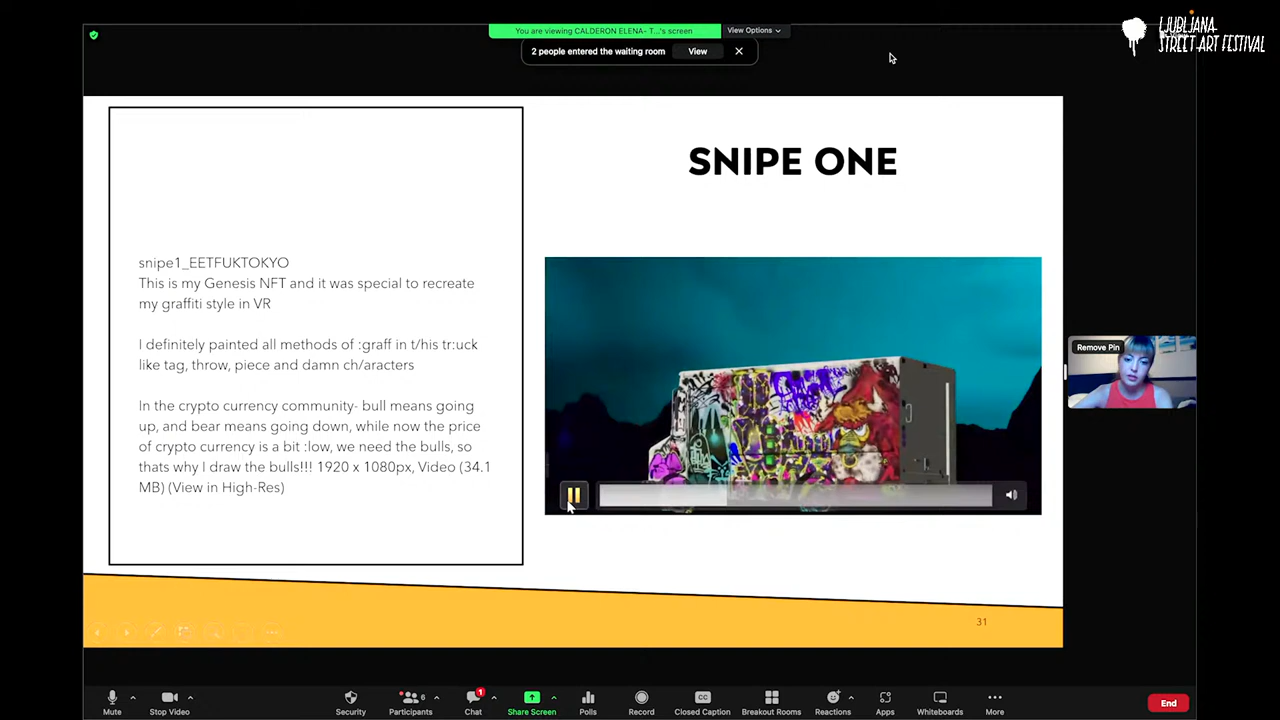 You are viewing CALDERON ELENA- T...'s screen
View Options
2 people entered the waiting room
View
LJUBLJANA
STREET ART FESTIVAL
SNIPE ONE
snipe1_EETFUKTOKYO
This is my Genesis NFT and it was special to recreate
my graffiti style in VR
I definitely painted all methods of :graff in t/his tr:uck
like tag, throw, piece and damn ch/aracters
In the crypto currency community- bull means going
up, and bear means going down, while now the price
of crypto currency is a bit :low, we need the bulls, so
thats why I draw the bulls!!! 1920 x 1080px, Video (34.1
MB) (View in High-Res)
Remove Pin
31
Mute
Stop Video
Security
Participants
6
Chat
1
Share Screen
Polls
Record
CC
Closed Caption
Breakout Rooms
Reactions
Apps
Whiteboards
More
End